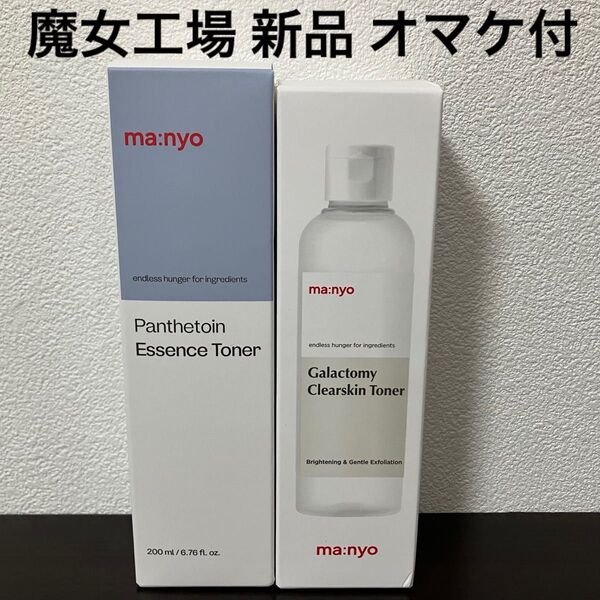 魔女工場 新品 オマケ付
ma:nyo
endless hunger for ingredients
Panthetoin
Essence Toner
200 ml / 6.76 fl. oz.
ma:nyo
endless hunger for ingredients
Galactomy
Clearskin Toner
Brightening & Gentle Exfoliation
ma:nyo